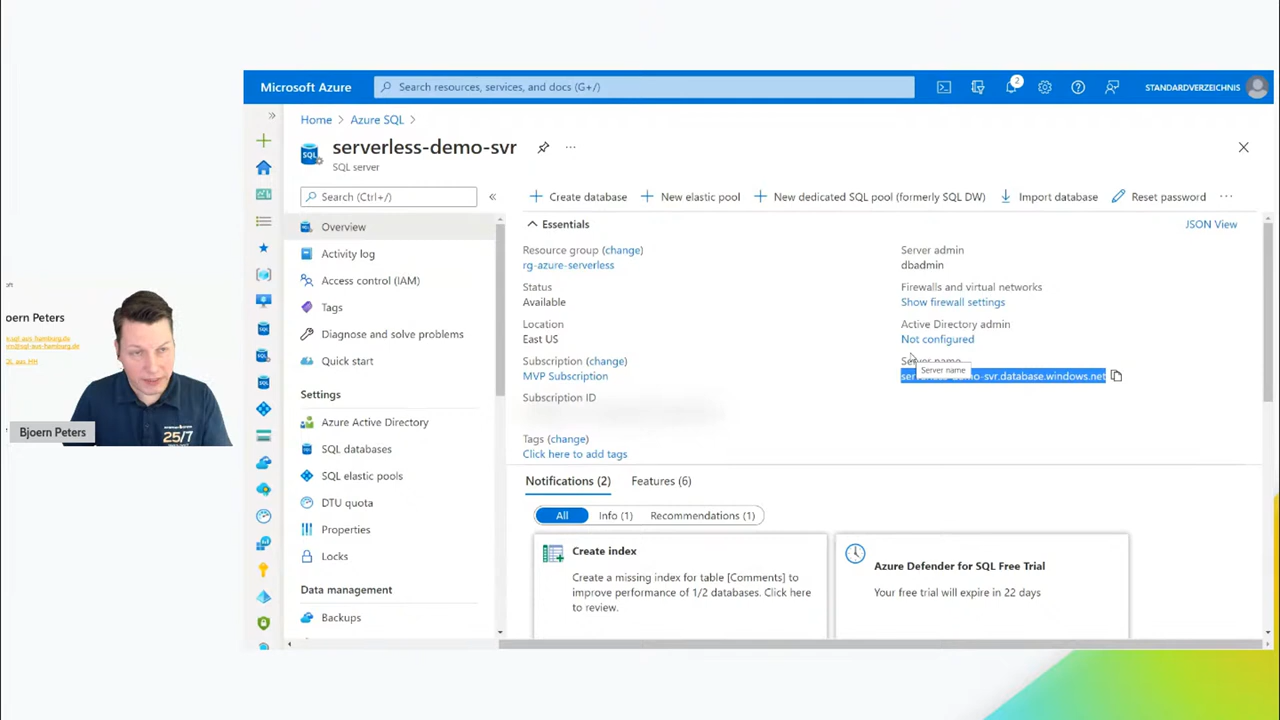 Microsoft Azure
Search resources, services, and docs (G+/)
2
STANDARDVERZEICHNIS
Home > Azure SQL >
serverless-demo-svr
SQL server
Search (Ctrl+/)
Create database
New elastic pool
New dedicated SQL pool (formerly SQL DW)
Import database
Reset password
Overview
Activity log
Access control (IAM)
Tags
Diagnose and solve problems
Quick start
Settings
Azure Active Directory
SQL databases
SQL elastic pools
DTU quota
Properties
Locks
Data management
Backups
Essentials
JSON View
Resource group (change)
rg-azure-serverless
Status
Available
Location
East US
Subscription (change)
MVP Subscription
Subscription ID
Tags (change)
Click here to add tags
Server admin
dbadmin
Firewalls and virtual networks
Show firewall settings
Active Directory admin
Not configured
Server name
Server name
serverless-demo-svr.database.windows.net
Notifications (2)
Features (6)
All
Info (1)
Recommendations (1)
Create index
Create a missing index for table [Comments] to
improve performance of 1/2 databases. Click here
to review.
Azure Defender for SQL Free Trial
Your free trial will expire in 22 days
oern Peters
25/7
Bjoern Peters